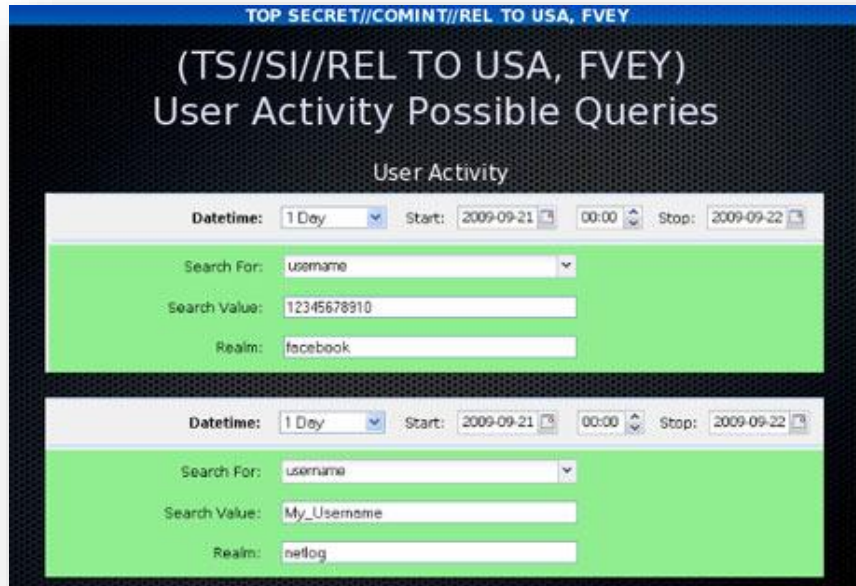 TOP SECRET//COMINT//REL TO USA, FVEY
(TS//SI//REL TO USA, FVEY)
User Activity Possible Queries
User Activity
Datetime: 1 Day Start: 2009-09-21 00:00 Stop: 2009-09-22
Search For: username
Search Value: 12345678910
Realm: facebook
Datetime: 1 Day Start: 2009-09-21 00:00 Stop: 2009-09-22
Search For: username
Search Value: My_Username
Realm: netlog